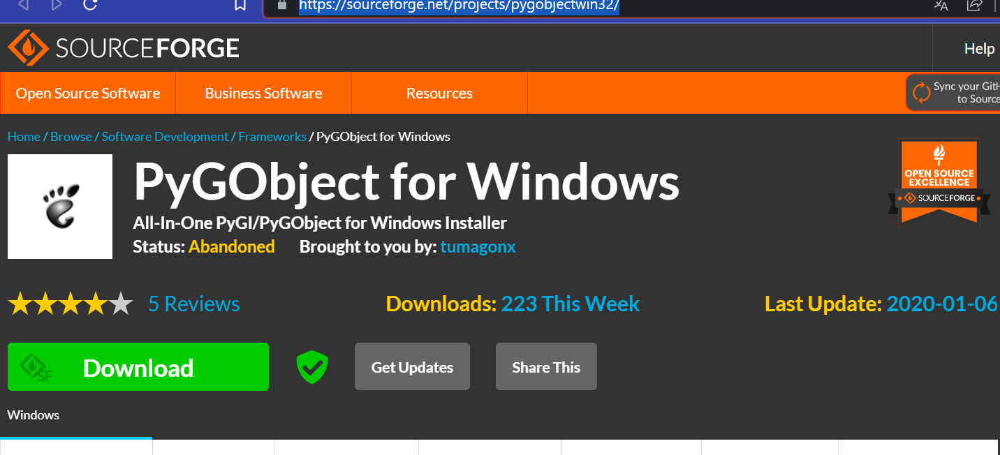 https://sourceforge.net/projects/pygobjectwin32/
SOURCEFORGE
Help
Open Source Software
Business Software
Resources
Sync your GitH
to Source
Home / Browse / Software Development / Frameworks / PyGObject for Windows
PyGObject for Windows
All-In-One PyGI/PyGObject for Windows Installer
Status: Abandoned
Brought to you by: tumagonx
OPEN SOURCE
EXCELLENCE
SOURCEFORGE
5 Reviews
Downloads: 223 This Week
Last Update: 2020-01-06
SF
Download
Get Updates
Share This
Windows